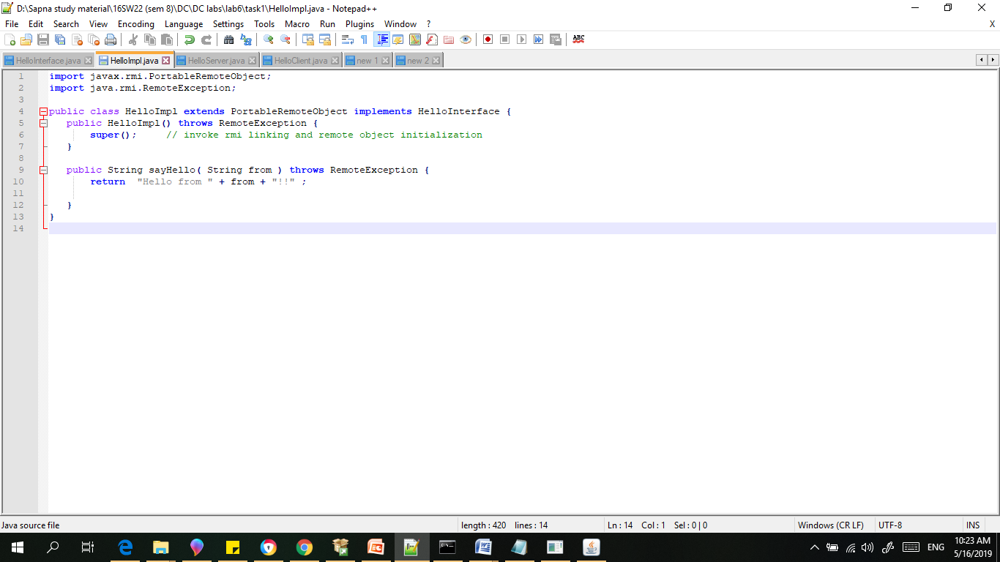 D:\Sapna study material\16SW22 (sem 8)\DC\DC labs\lab6\task1\HelloImpl.java - Notepad++
File Edit Search View Encoding Language Settings Tools Macro Run Plugins Window ? X
ABC
HelloInterface.java HelloImpl.java HelloServer.java HelloClient.java new 1 new 2
1 import javax.rmi.PortableRemoteObject;
2 import java.rmi.RemoteException;
3
4 public class HelloImpl extends PortableRemoteObject implements HelloInterface {
5 public HelloImpl() throws RemoteException {
6 super(); // invoke rmi linking and remote object initialization
7 }
8
9 public String sayHello( String from ) throws RemoteException {
10 return "Hello from " + from + "!!" ;
11
12 }
13 }
14
Java source file length : 420 lines : 14 Ln : 14 Col : 1 Sel : 0 | 0 Windows (CR LF) UTF-8 INS
ENG 10:23 AM
5/16/2019